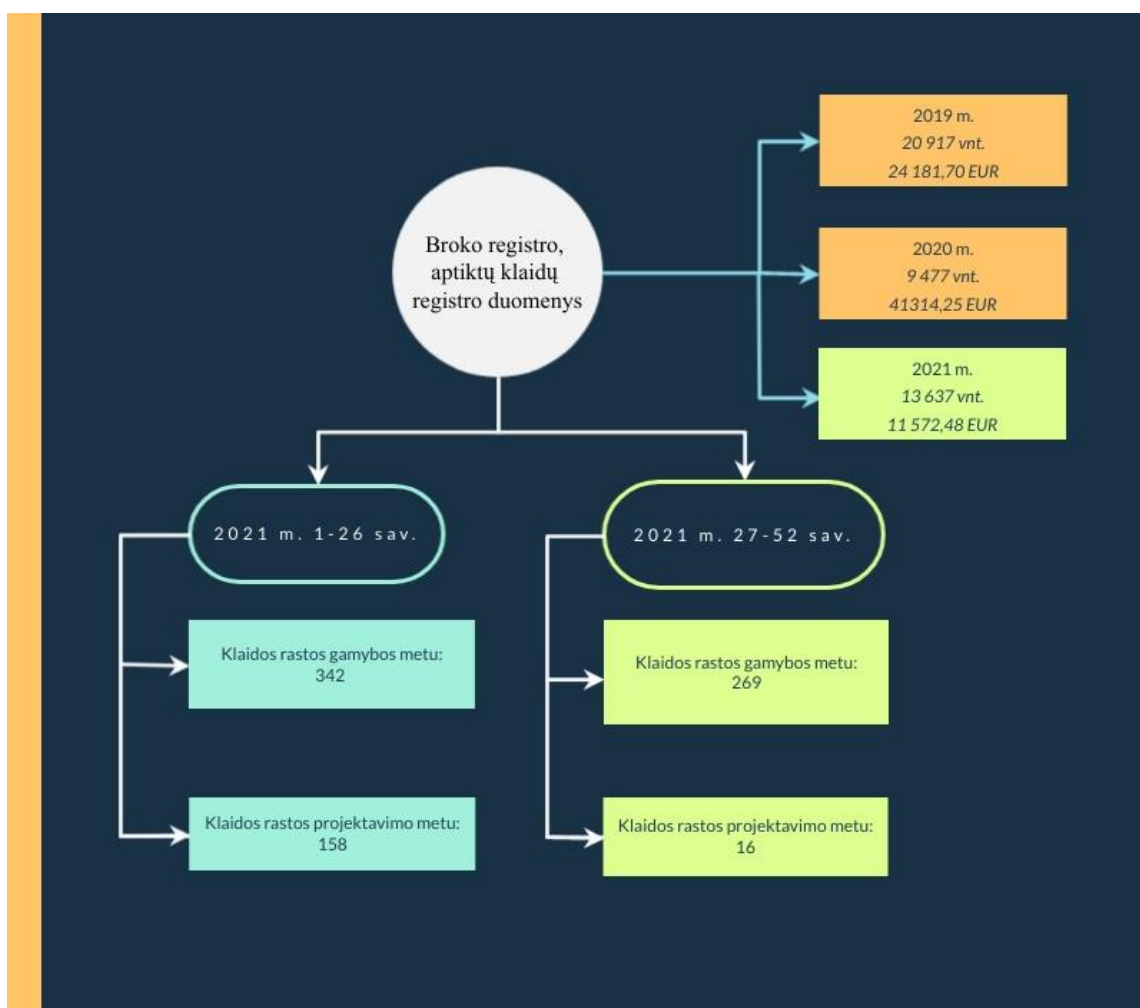 2019 m.
20 917 vnt.
24 181,70 EUR
Broko registro,
aptiktų klaidų
registro duomenys
2020 m.
9 477 vnt.
41314,25 EUR
2021 m.
13 637 vnt.
11 572,48 EUR
2021 m. 1-26 sav.
2021 m. 27-52 sav.
Klaidos rastos gamybos metu:
342
Klaidos rastos gamybos metu:
269
Klaidos rastos projektavimo metu:
158
Klaidos rastos projektavimo metu:
16